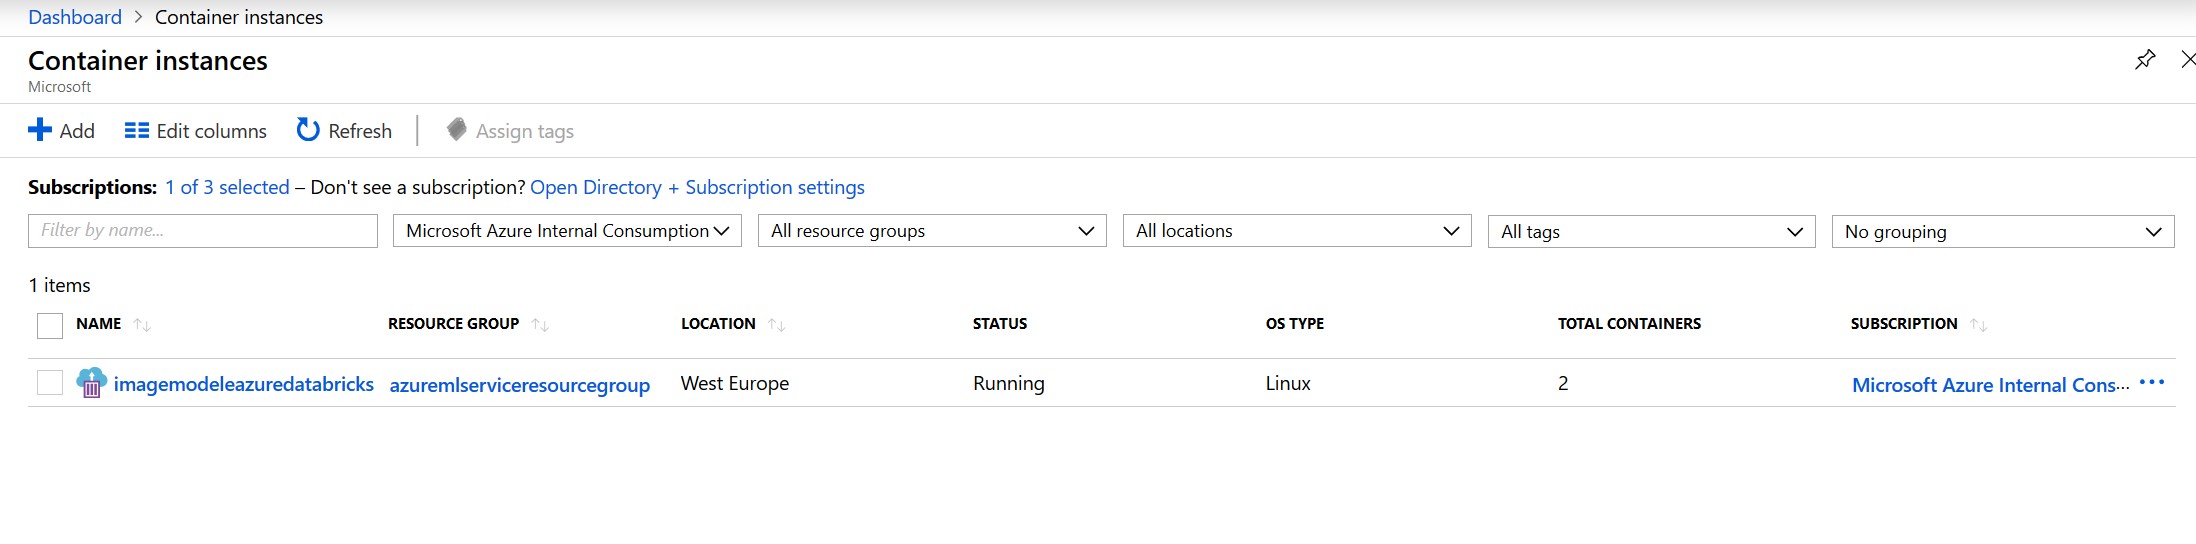 Dashboard > Container instances
Container instances
Microsoft
Add Edit columns Refresh Assign tags
Subscriptions: 1 of 3 selected – Don't see a subscription? Open Directory + Subscription settings
Filter by name... Microsoft Azure Internal Consumption All resource groups All locations All tags No grouping
1 items
NAME RESOURCE GROUP LOCATION STATUS OS TYPE TOTAL CONTAINERS SUBSCRIPTION
imagemodeleazuredatabricks azuremlserviceresourcegroup West Europe Running Linux 2 Microsoft Azure Internal Cons...